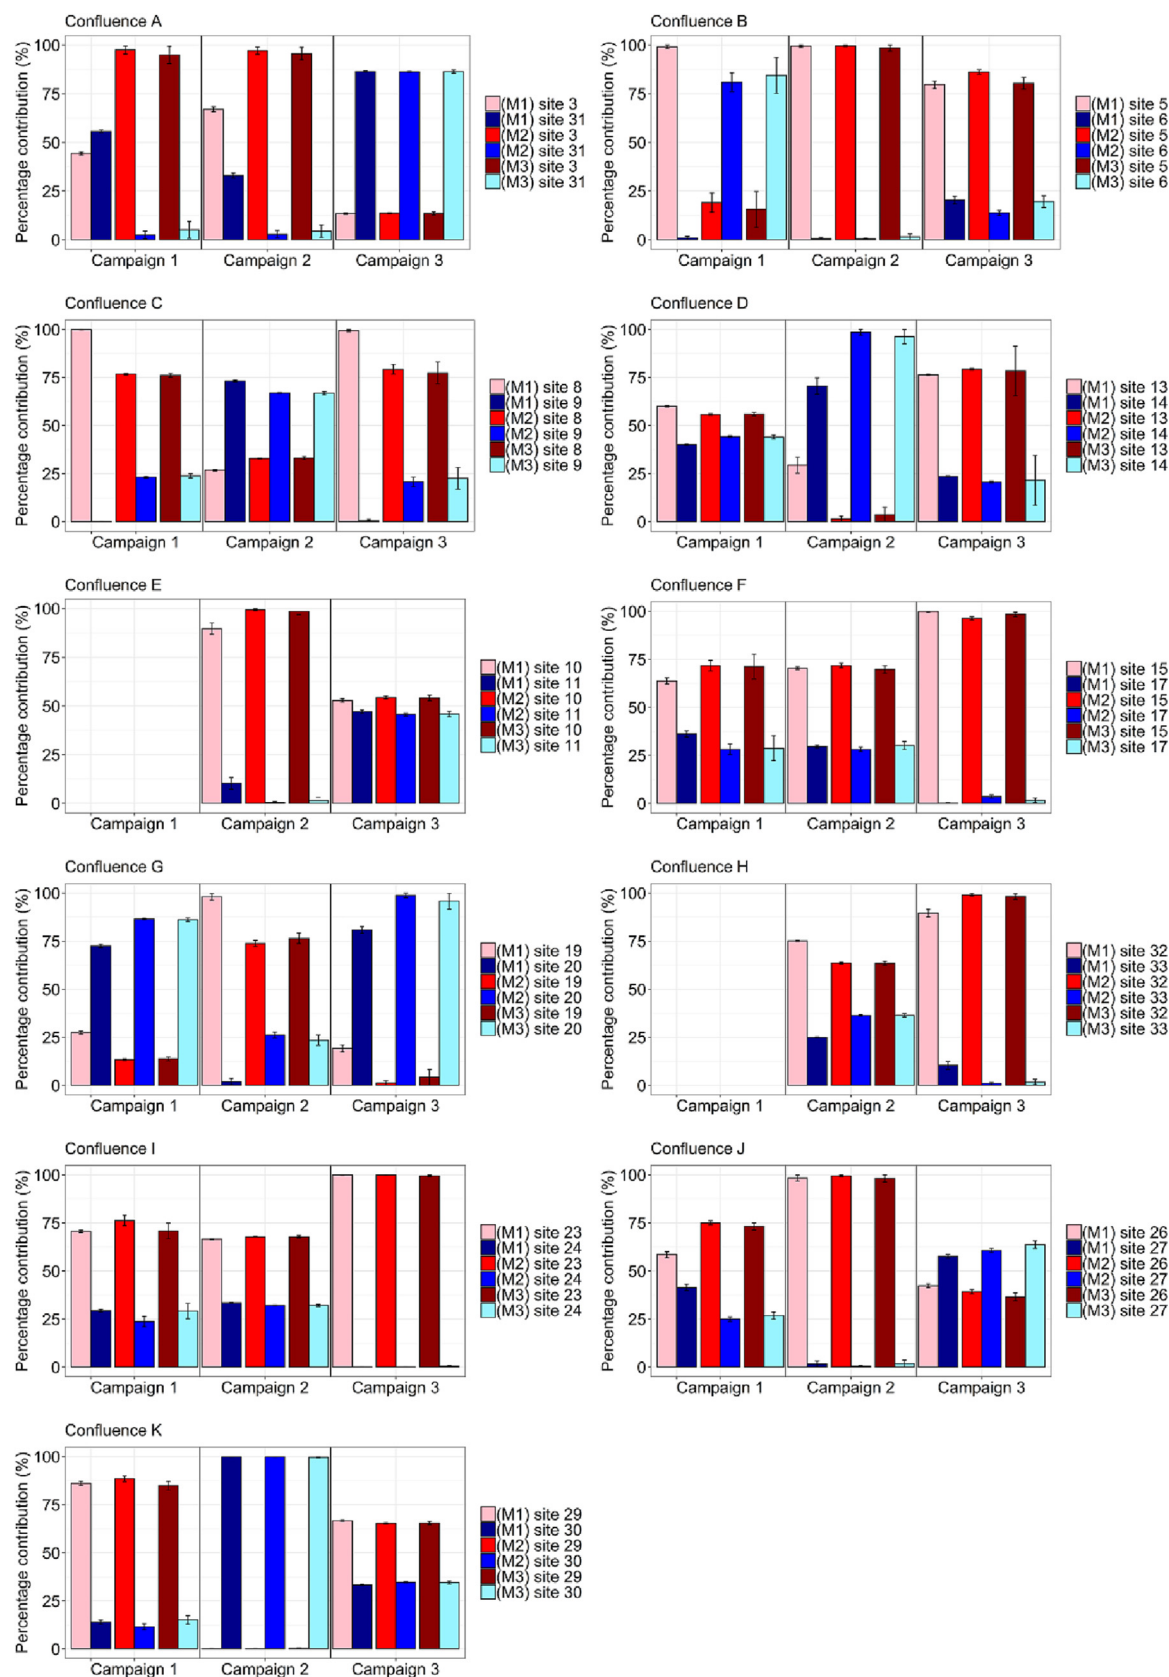 Confluence A
Percentage contribution (%)
100
75
50
25
0
Campaign 1
Campaign 2
Campaign 3
(M1) site 3
(M1) site 31
(M2) site 3
(M2) site 31
(M3) site 3
(M3) site 31
Confluence B
Percentage contribution (%)
100
75
50
25
0
Campaign 1
Campaign 2
Campaign 3
(M1) site 5
(M1) site 6
(M2) site 5
(M2) site 6
(M3) site 5
(M3) site 6
Confluence C
Percentage contribution (%)
100
75
50
25
0
Campaign 1
Campaign 2
Campaign 3
(M1) site 8
(M1) site 9
(M2) site 8
(M2) site 9
(M3) site 8
(M3) site 9
Confluence D
Percentage contribution (%)
100
75
50
25
0
Campaign 1
Campaign 2
Campaign 3
(M1) site 13
(M1) site 14
(M2) site 13
(M2) site 14
(M3) site 13
(M3) site 14
Confluence E
Percentage contribution (%)
100
75
50
25
0
Campaign 1
Campaign 2
Campaign 3
(M1) site 10
(M1) site 11
(M2) site 10
(M2) site 11
(M3) site 10
(M3) site 11
Confluence F
Percentage contribution (%)
100
75
50
25
0
Campaign 1
Campaign 2
Campaign 3
(M1) site 15
(M1) site 17
(M2) site 15
(M2) site 17
(M3) site 15
(M3) site 17
Confluence G
Percentage contribution (%)
100
75
50
25
0
Campaign 1
Campaign 2
Campaign 3
(M1) site 19
(M1) site 20
(M2) site 19
(M2) site 20
(M3) site 19
(M3) site 20
Confluence H
Percentage contribution (%)
100
75
50
25
0
Campaign 1
Campaign 2
Campaign 3
(M1) site 32
(M1) site 33
(M2) site 32
(M2) site 33
(M3) site 32
(M3) site 33
Confluence I
Percentage contribution (%)
100
75
50
25
0
Campaign 1
Campaign 2
Campaign 3
(M1) site 23
(M1) site 24
(M2) site 23
(M2) site 24
(M3) site 23
(M3) site 24
Confluence J
Percentage contribution (%)
100
75
50
25
0
Campaign 1
Campaign 2
Campaign 3
(M1) site 26
(M1) site 27
(M2) site 26
(M2) site 27
(M3) site 26
(M3) site 27
Confluence K
Percentage contribution (%)
100
75
50
25
0
Campaign 1
Campaign 2
Campaign 3
(M1) site 29
(M1) site 30
(M2) site 29
(M2) site 30
(M3) site 29
(M3) site 30